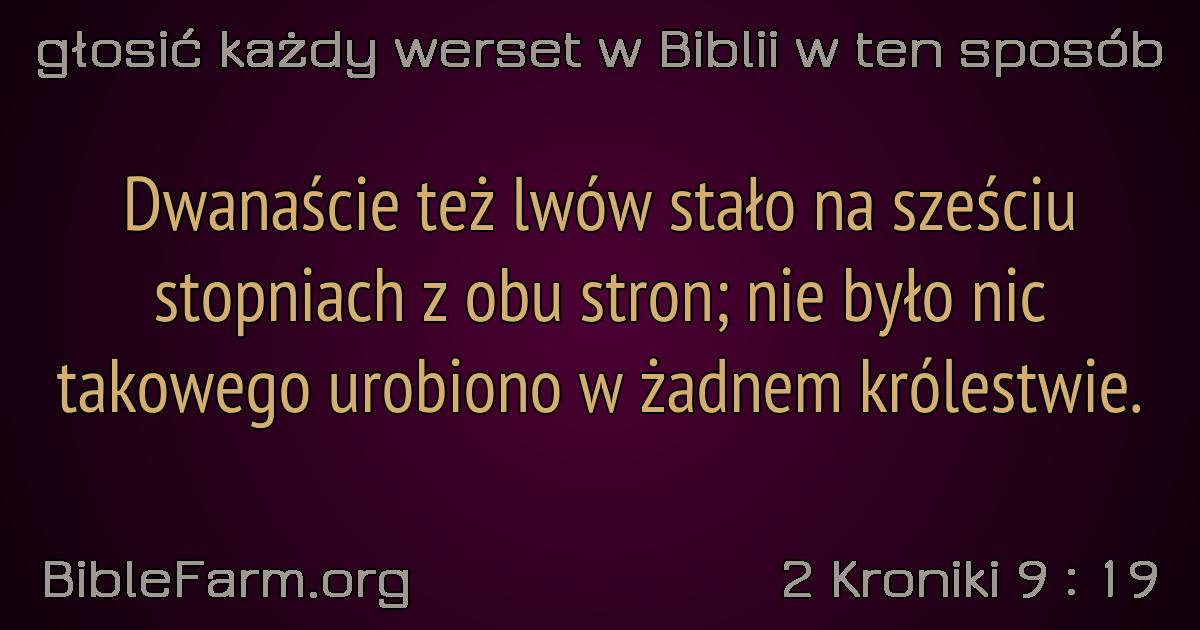 głosić każdy werset w Biblii w ten sposób
Dwanaście też lwów stało na sześciu
stopniach z obu stron; nie było nic
takowego urobiono w żadnem królestwie.
BibleFarm.org
2 Kroniki 9 : 19